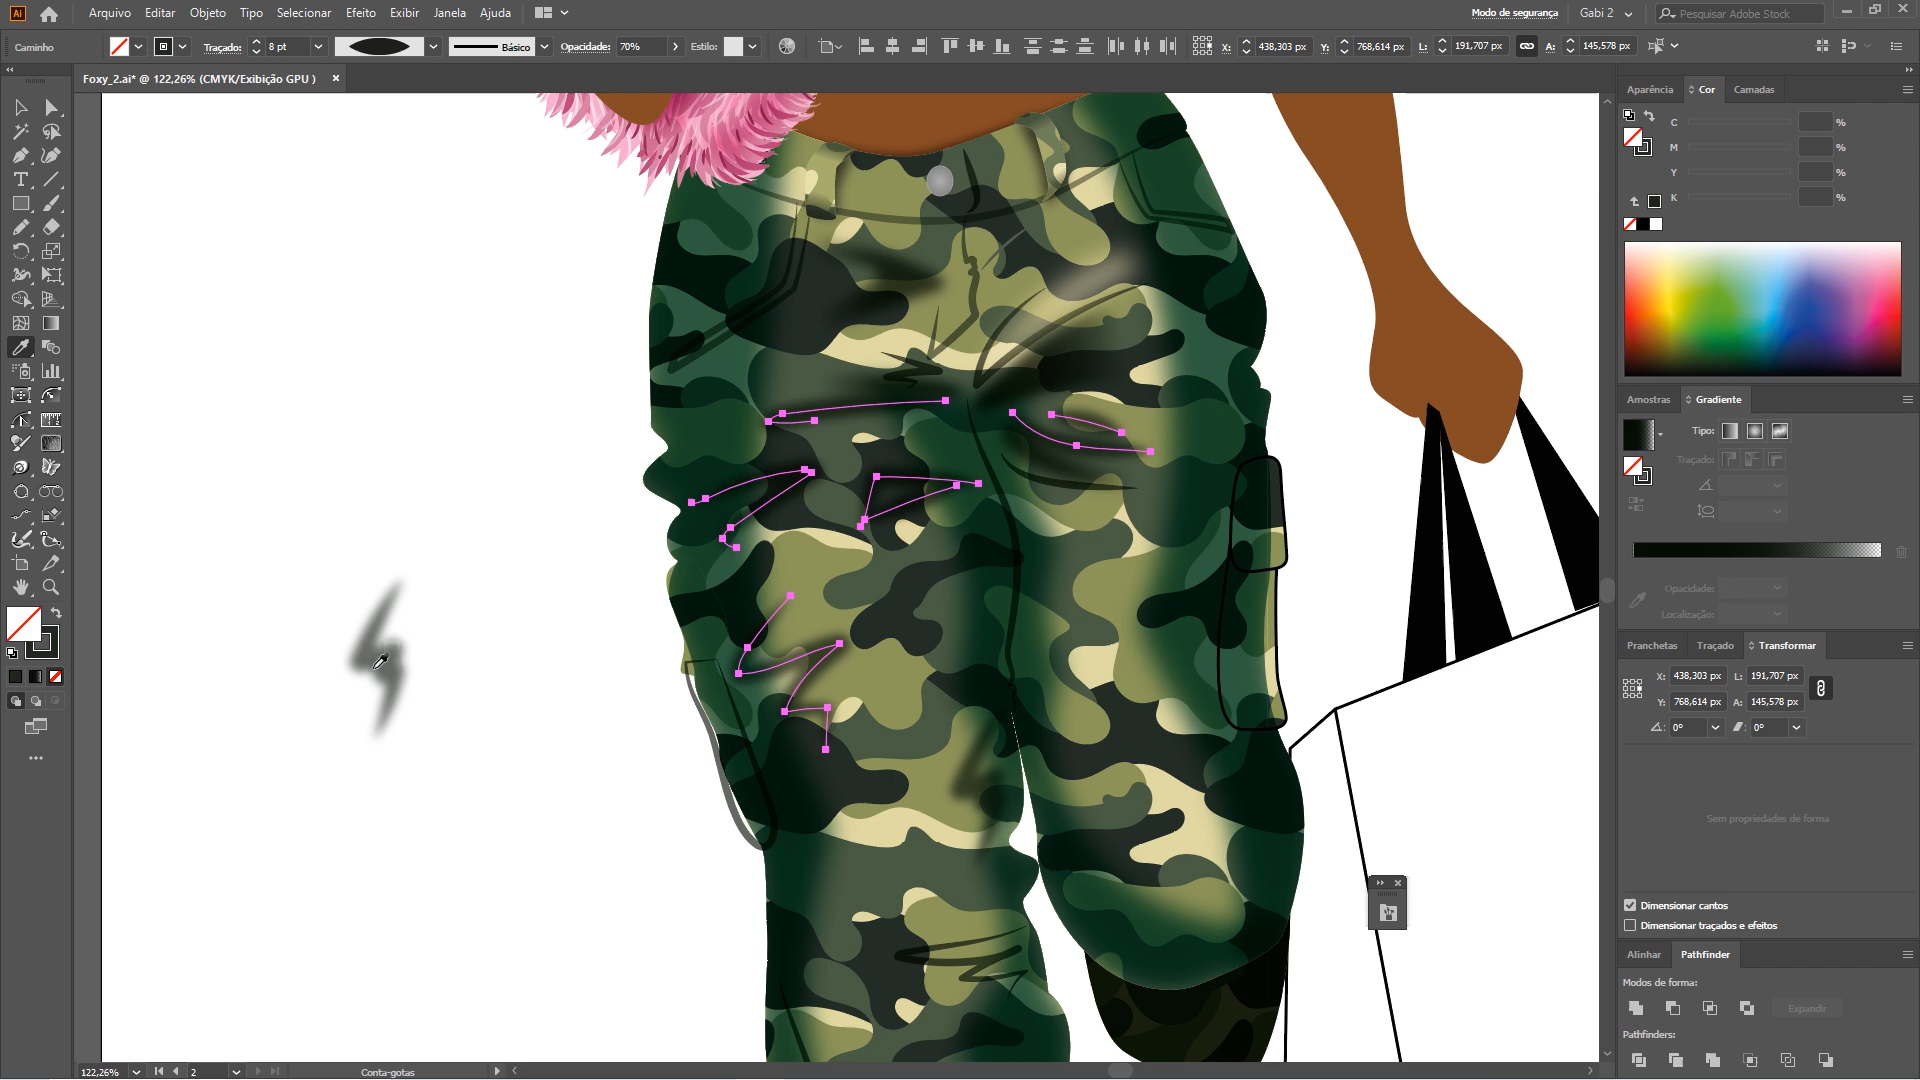 Ai Arquivo Editar Objeto Tipo Selecionar Efeito Exibir Janela Ajuda Modo de segurança Gabi 2 Pesquisar Adobe Stock
Caminho Traçado: 8 pt Básico Opacidade: 70% Estilo: X: 438,303 px Y: 768,614 px L: 191,707 px A: 145,578 px
Foxy_2.ai* @ 122,26% (CMYK/Exibição GPU ) ×
Aparência Cor Camadas
C %
M %
Y %
K %
Amostras Gradiente
Tipo:
Traçado:
Opacidade:
Localização:
Pranchetas Traçado Transformar
X: 438,303 px L: 191,707 px
Y: 768,614 px A: 145,578 px
0° 0°
Sem propriedades de forma
Dimensionar cantos
Dimensionar traçados e efeitos
Alinhar Pathfinder
Modos de forma:
Expandir
Pathfinders:
122,26% 2 Conta-gotas